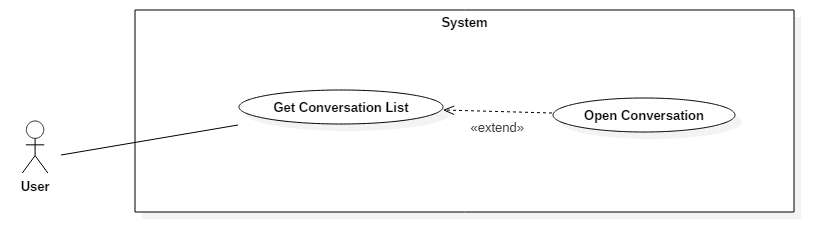 System
Get Conversation List
Open Conversation
«extend»
User